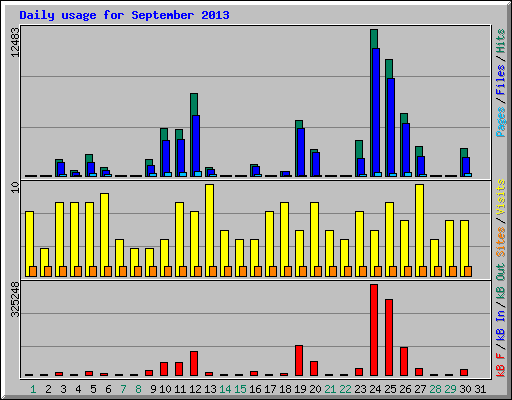 Daily usage for September 2013
12483
Pages / Files / Hits
10
Sites / Visits
325248
kB F / kB In / kB Out
1 2 3 4 5 6 7 8 9 10 11 12 13 14 15 16 17 18 19 20 21 22 23 24 25 26 27 28 29 30 31